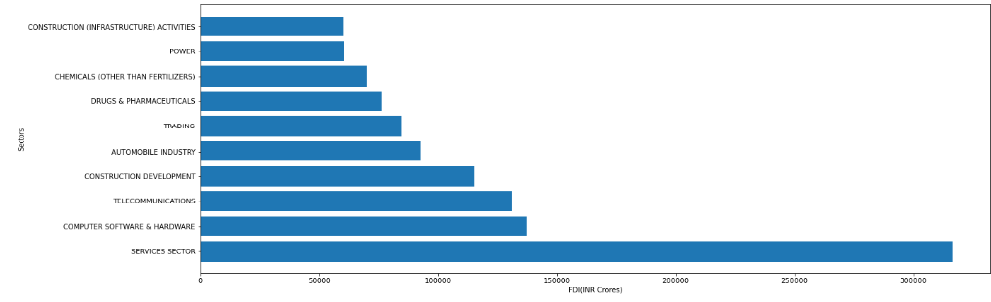 CONSTRUCTION (INFRASTRUCTURE) ACTIVITIES
POWER
CHEMICALS (OTHER THAN FERTILIZERS)
DRUGS & PHARMACEUTICALS
TRADING
AUTOMOBILE INDUSTRY
CONSTRUCTION DEVELOPMENT
TELECOMMUNICATIONS
COMPUTER SOFTWARE & HARDWARE
SERVICES SECTOR
Sectors
0 50000 100000 150000 200000 250000 300000
FDI(INR Crores)